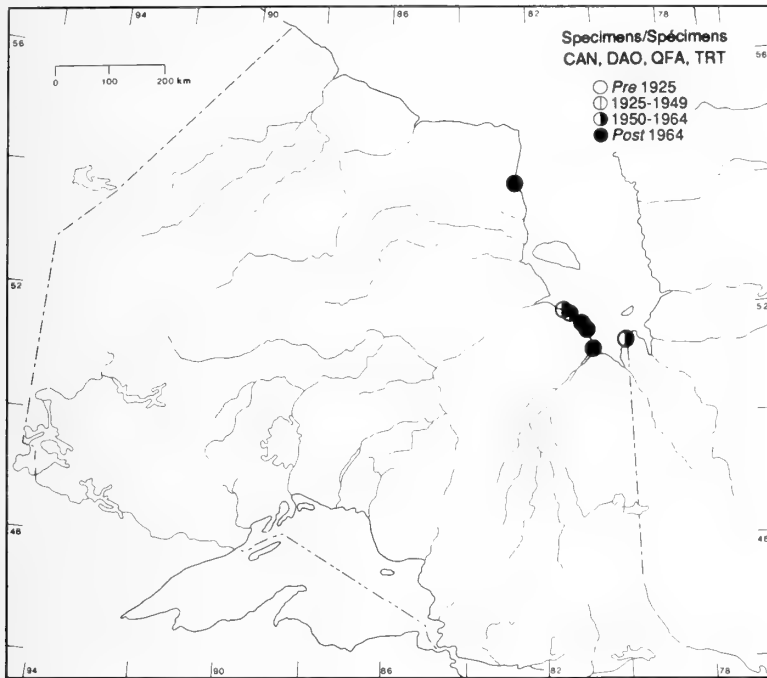 94 90 86 82 78
56
56
Specimens/Spécimens
CAN, DAO, QFA, TRT
0 100 200 km
Pre 1925
1925-1949
1950-1964
Post 1964
52
52
48
48
94 90 86 82 78